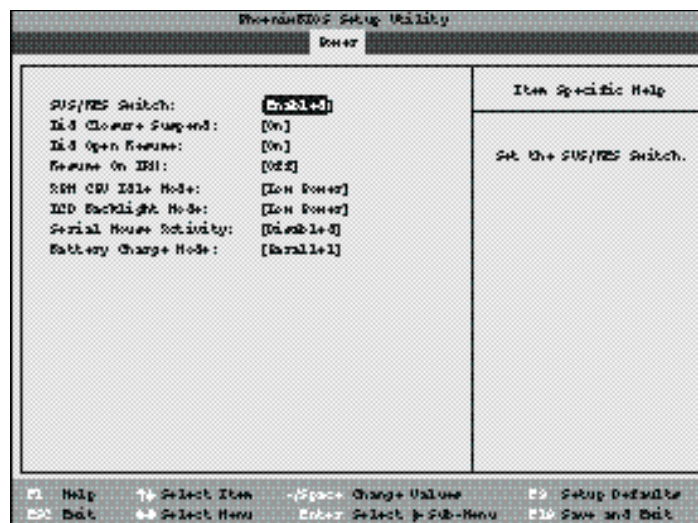 PhoenixBIOS Setup Utility
Power
Item Specific Help
SUS/RES Switch: [Enabled]
Lid Closure Suspend: [On]
Lid Open Resume: [On]
Resume On IRQ: [Off]
CPU Idle Mode: [Low Power]
LCD Backlight Mode: [Low Power]
Serial Mouse Activity: [Disabled]
Battery Charge Mode: [Parallel]
Set the SUS/RES Switch.
F1 Help ↑↓ Select Item -/Space Change Values F9 Setup Defaults
ESC Exit ←→ Select Menu Enter Select ▶ Sub-Menu F10 Save and Exit